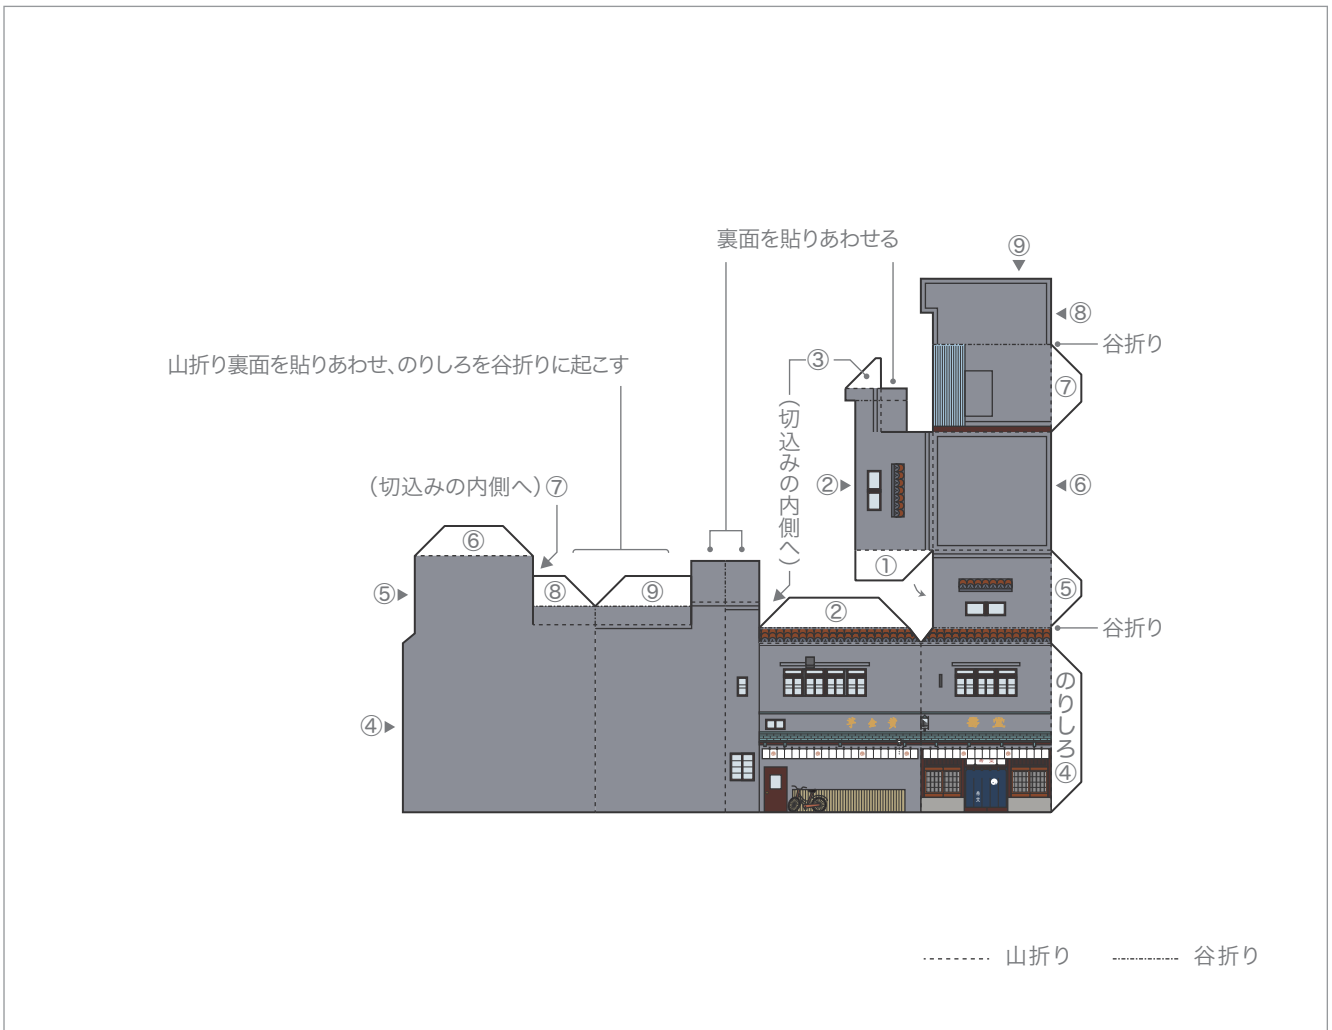 裏面を貼りあわせる
⑨
⑧
谷折り
山折り裏面を貼りあわせ、のりしろを谷折りに起こす
③
⑦
(切込みの内側へ)
(切込みの内側へ)⑦
②
⑥
⑥
①
⑤
⑧
⑨
②
⑤
谷折り
④
のりしろ④
山折り
谷折り